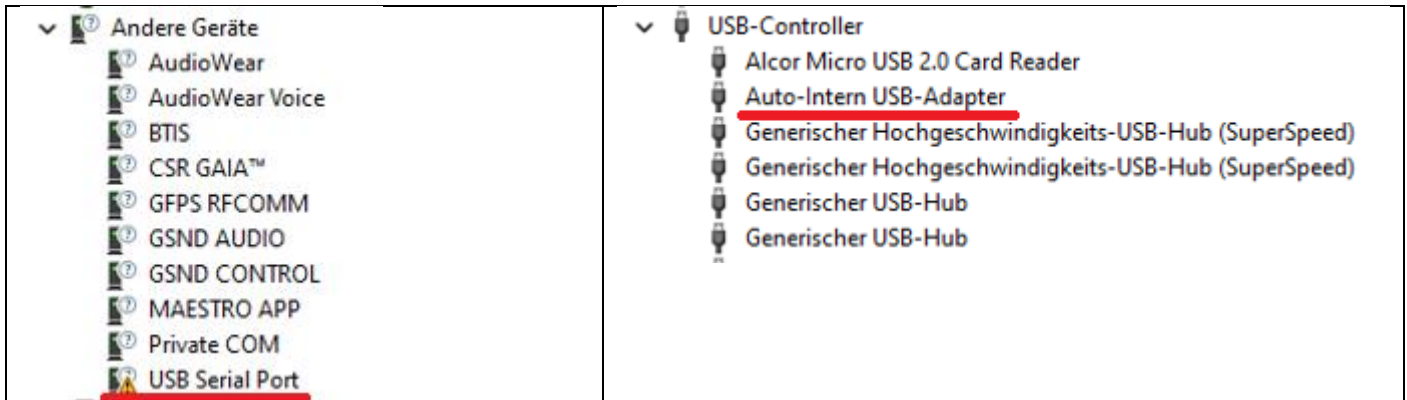 Andere Geräte
AudioWear
AudioWear Voice
BTIS
CSR GAIA™
GFPS RFCOMM
GSND AUDIO
GSND CONTROL
MAESTRO APP
Private COM
USB Serial Port
USB-Controller
Alcor Micro USB 2.0 Card Reader
Auto-Intern USB-Adapter
Generischer Hochgeschwindigkeits-USB-Hub (SuperSpeed)
Generischer Hochgeschwindigkeits-USB-Hub (SuperSpeed)
Generischer USB-Hub
Generischer USB-Hub